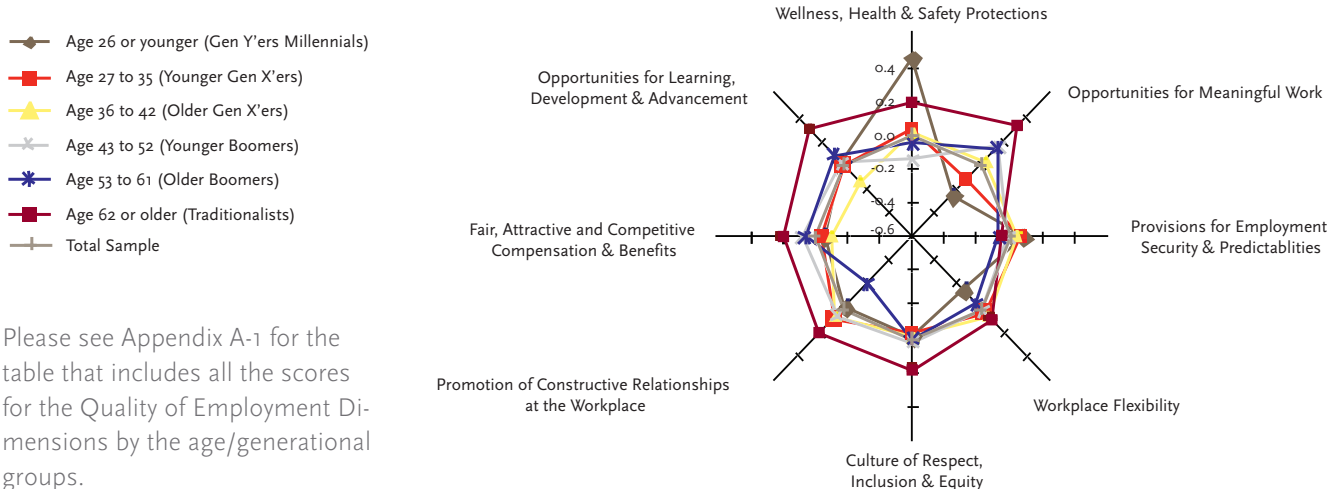 Age 26 or younger (Gen Y'ers Millennials)
Age 27 to 35 (Younger Gen X'ers)
Age 36 to 42 (Older Gen X'ers)
Age 43 to 52 (Younger Boomers)
Age 53 to 61 (Older Boomers)
Age 62 or older (Traditionalists)
Total Sample
Please see Appendix A-1 for the
table that includes all the scores
for the Quality of Employment Di-
mensions by the age/generational
groups.
Wellness, Health & Safety Protections
Opportunities for Meaningful Work
Provisions for Employment
Security & Predictablities
Workplace Flexibility
Culture of Respect,
Inclusion & Equity
Promotion of Constructive Relationships
at the Workplace
Fair, Attractive and Competitive
Compensation & Benefits
Opportunities for Learning,
Development & Advancement
0.4
0.2
0.0
-0.2
-0.4
-0.6